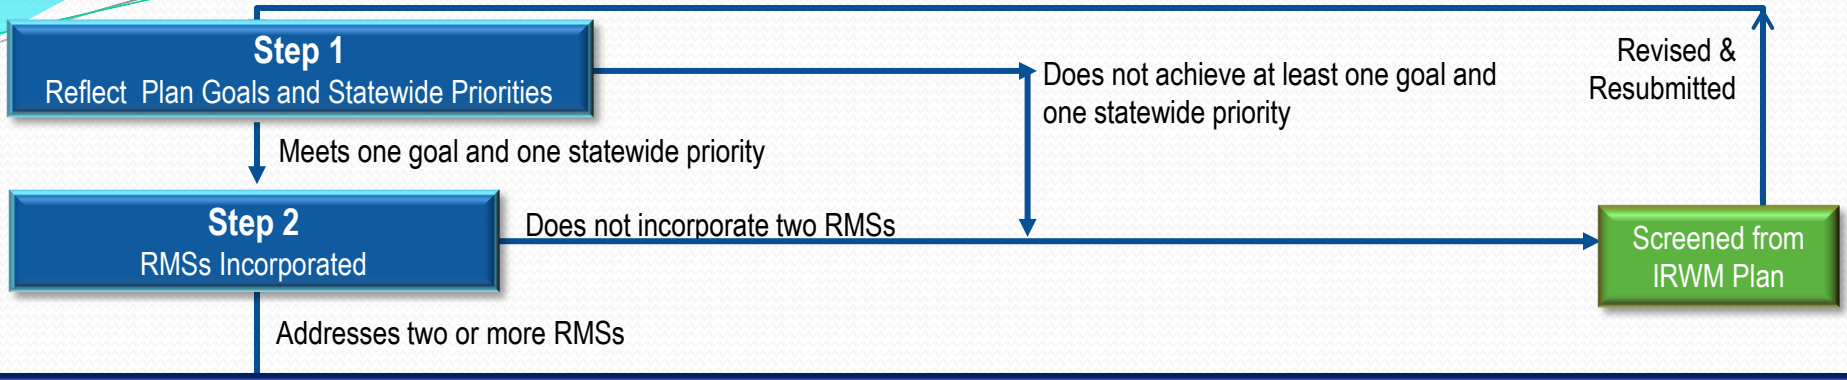 Step 1
Reflect Plan Goals and Statewide Priorities
Does not achieve at least one goal and
one statewide priority
Revised &
Resubmitted
Meets one goal and one statewide priority
Step 2
RMSs Incorporated
Does not incorporate two RMSs
Screened from
IRWM Plan
Addresses two or more RMSs